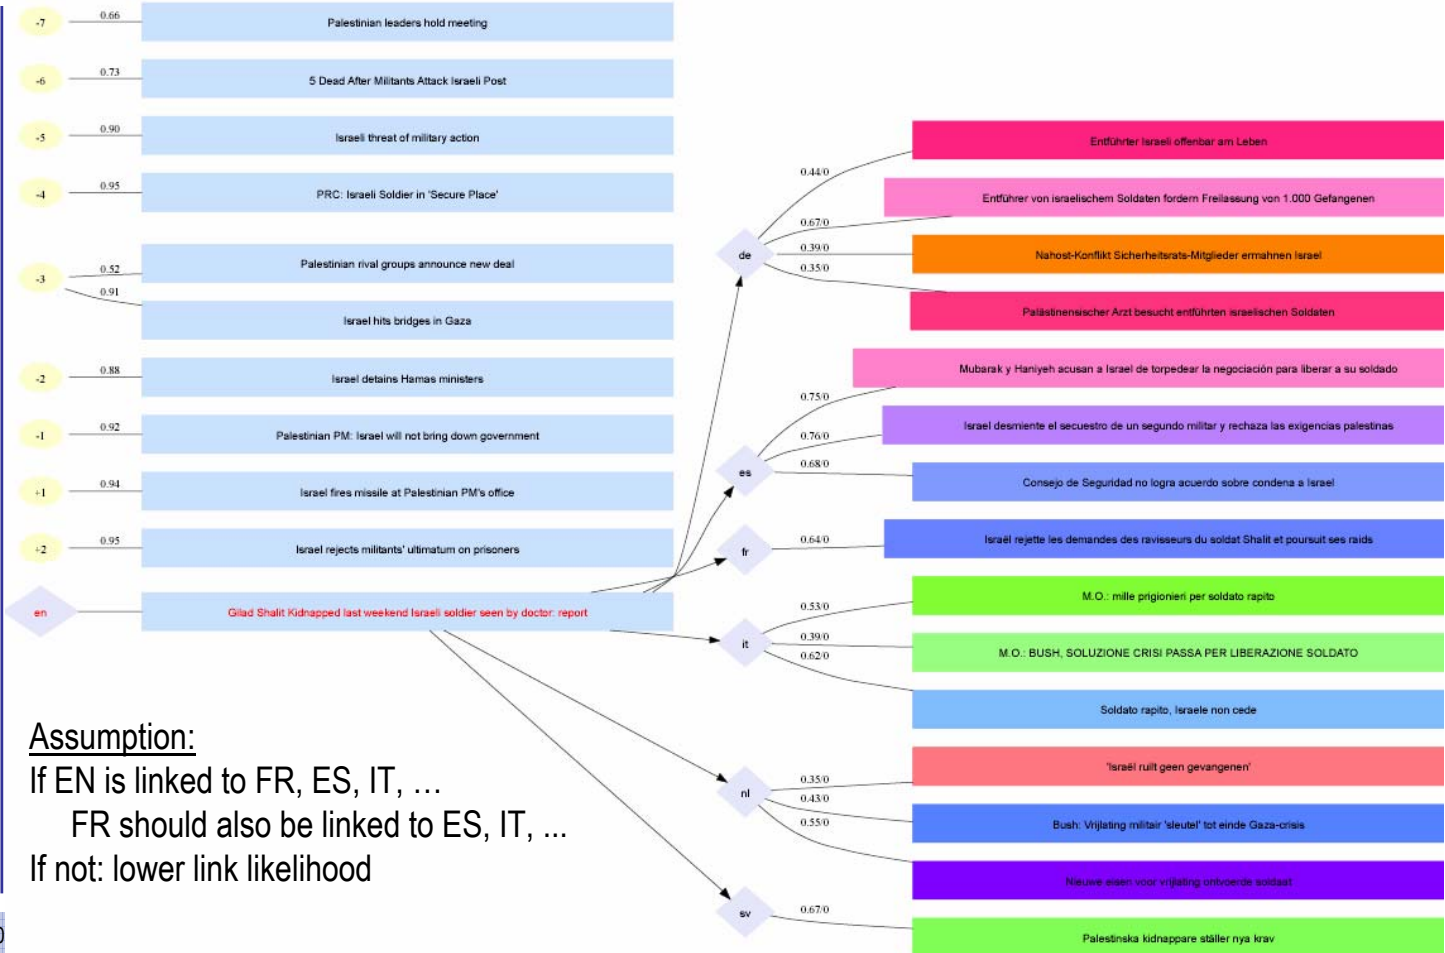 -7 0.66 Palestinian leaders hold meeting
-6 0.73 5 Dead After Militants Attack Israeli Post
-5 0.90 Israeli threat of military action
-4 0.95 PRC: Israeli Soldier in 'Secure Place'
-3 0.52 Palestinian rival groups announce new deal
0.91 Israel hits bridges in Gaza
-2 0.88 Israel detains Hamas ministers
-1 0.92 Palestinian PM: Israel will not bring down government
+1 0.94 Israel fires missile at Palestinian PM's office
+2 0.95 Israel rejects militants' ultimatum on prisoners
en Gilad Shalit Kidnapped last weekend Israeli soldier seen by doctor: report
de
0.44/0 Entführter Israeli offenbar am Leben
0.67/0 Entführer von israelischem Soldaten fordern Freilassung von 1.000 Gefangenen
0.39/0 Nahost-Konflikt Sicherheitsrats-Mitglieder ermahnen Israel
0.35/0 Palästinensischer Arzt besucht entführten israelischen Soldaten
es
0.75/0 Mubarak y Haniyeh acusan a Israel de torpedear la negociación para liberar a su soldado
0.76/0 Israel desmiente el secuestro de un segundo militar y rechaza las exigencias palestinas
0.68/0 Consejo de Seguridad no logra acuerdo sobre condena a Israel
fr
0.64/0 Israël rejette les demandes des ravisseurs du soldat Shalit et poursuit ses raids
it
0.53/0 M.O.: mille prigionieri per soldato rapito
0.39/0 M.O.: BUSH, SOLUZIONE CRISI PASSA PER LIBERAZIONE SOLDATO
0.62/0 Soldato rapito, Israele non cede
nl
0.35/0 'Israël ruilt geen gevangenen'
0.43/0 Bush: Vrijlating militair 'sleutel' tot einde Gaza-crisis
0.55/0 Nieuwe eisen voor vrijlating ontvoerde soldaat
sv
0.67/0 Palestinska kidnappare ställer nya krav
Assumption:
If EN is linked to FR, ES, IT, …
FR should also be linked to ES, IT, ...
If not: lower link likelihood